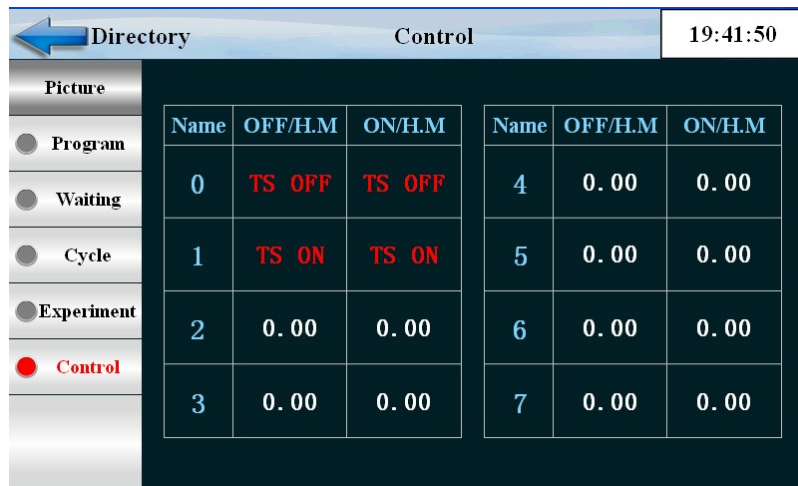 Directory Control 19:41:50
Picture
Program
Waiting
Cycle
Experiment
Control
Name OFF/H.M ON/H.M
0 TS OFF TS OFF
1 TS ON TS ON
2 0.00 0.00
3 0.00 0.00
Name OFF/H.M ON/H.M
4 0.00 0.00
5 0.00 0.00
6 0.00 0.00
7 0.00 0.00